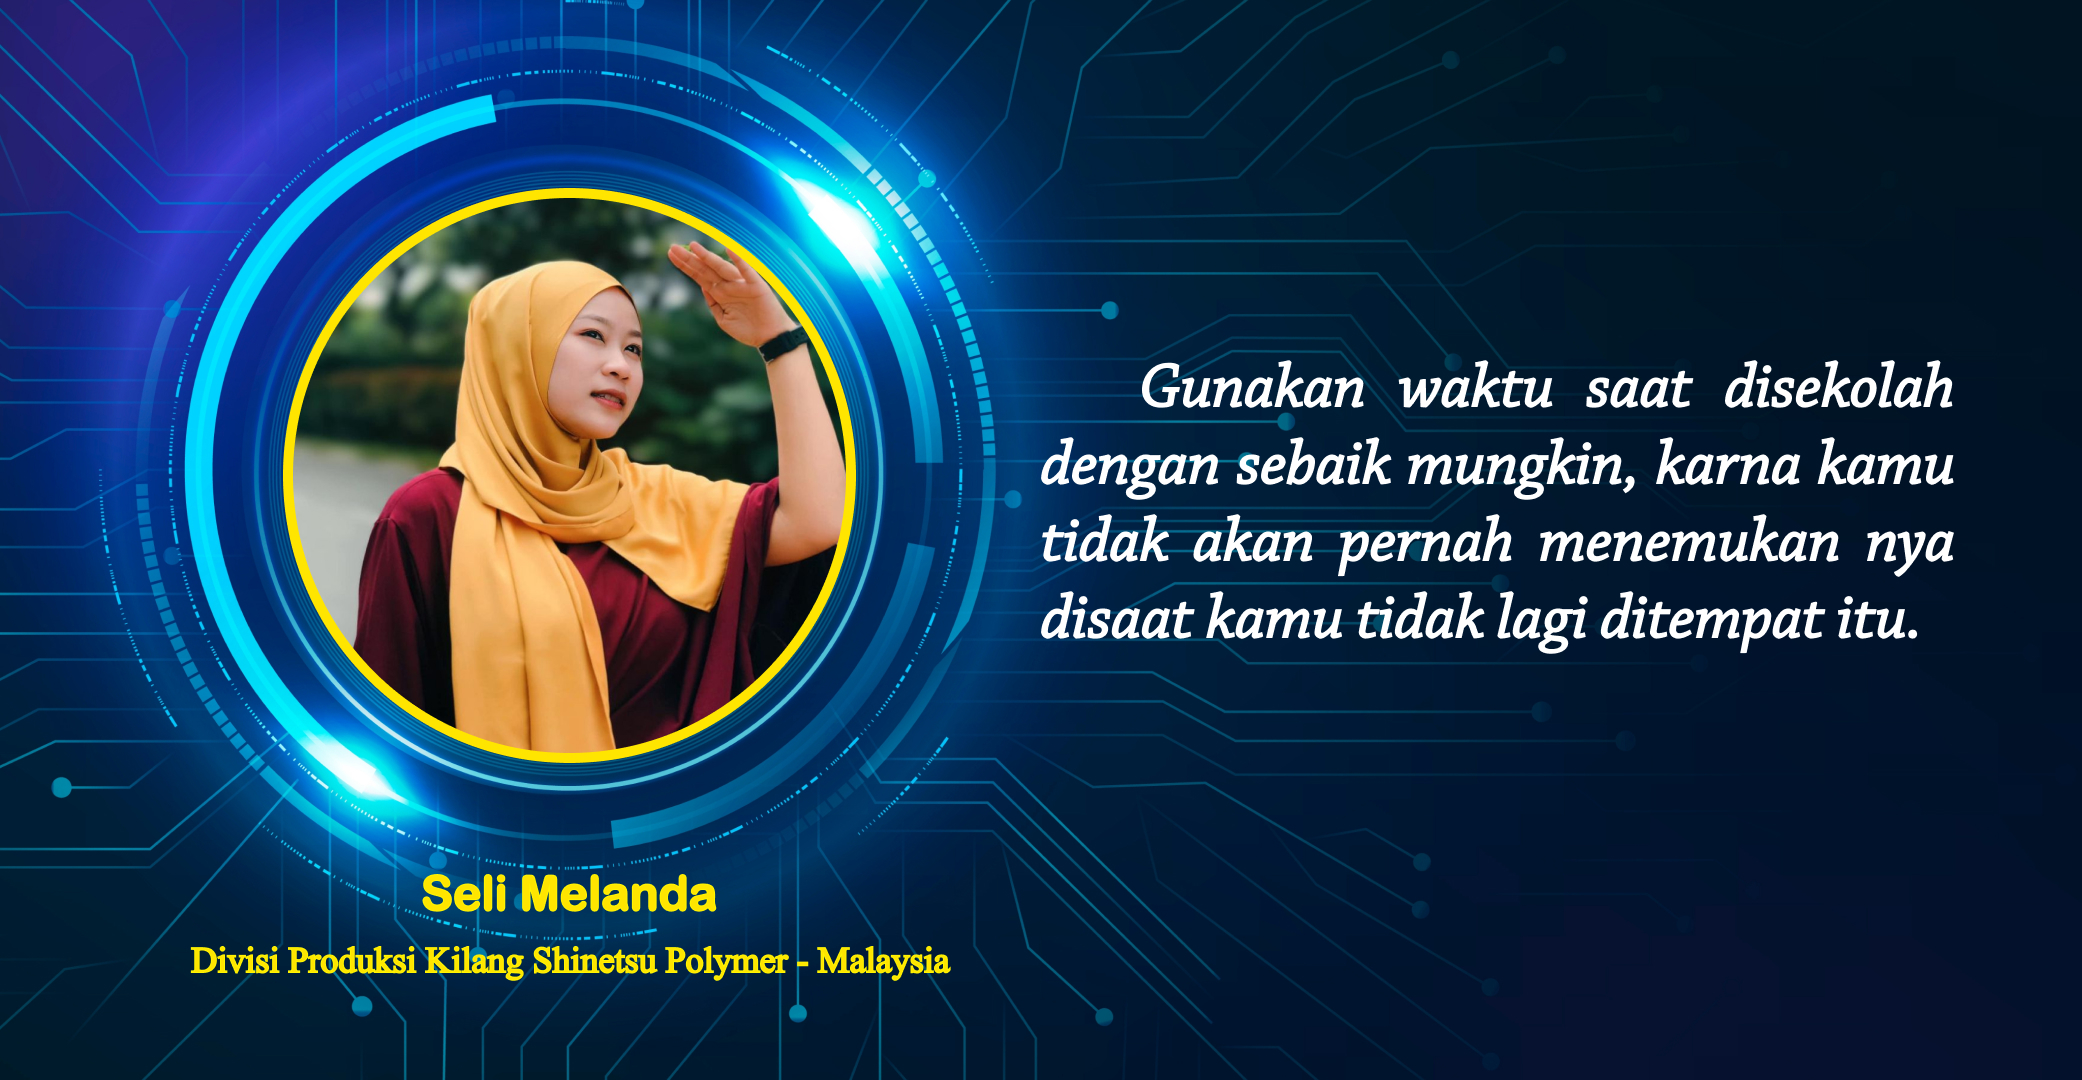 Gunakan waktu saat disekolah
dengan sebaik mungkin, karna kamu
tidak akan pernah menemukan nya
disaat kamu tidak lagi ditempat itu.
Seli Melanda
Divisi Produksi Kilang Shinetsu Polymer - Malaysia